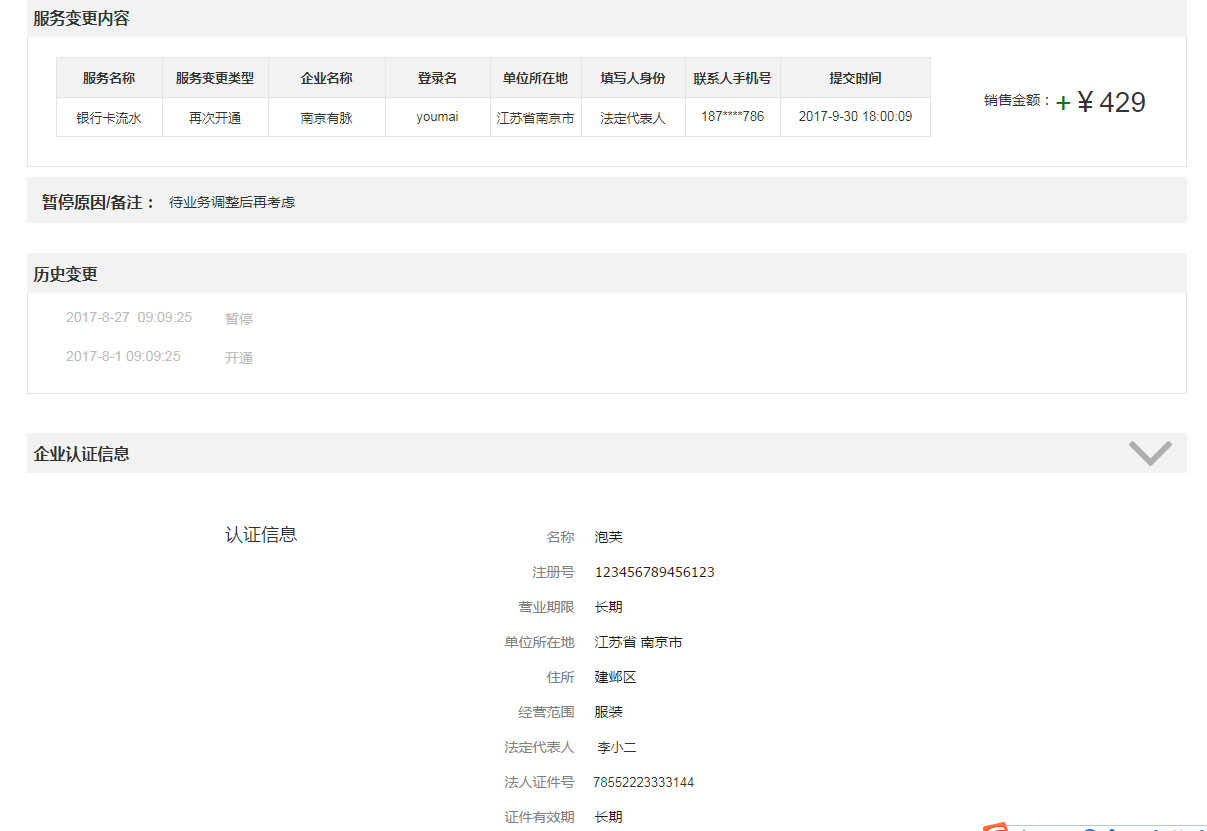 服务变更内容
服务名称 服务变更类型 企业名称 登录名 单位所在地 填写人身份 联系人手机号 提交时间
银行卡流水 再次开通 南京有脉 youmai 江苏省南京市 法定代表人 187****786 2017-9-30 18:00:09
销售金额：+￥429
暂停原因/备注： 待业务调整后再考虑
历史变更
2017-8-27 09:09:25 暂停
2017-8-1 09:09:25 开通
企业认证信息
认证信息
名称 泡芙
注册号 123456789456123
营业期限 长期
单位所在地 江苏省 南京市
住所 建邺区
经营范围 服装
法定代表人 李小二
法人证件号 78552223333144
证件有效期 长期